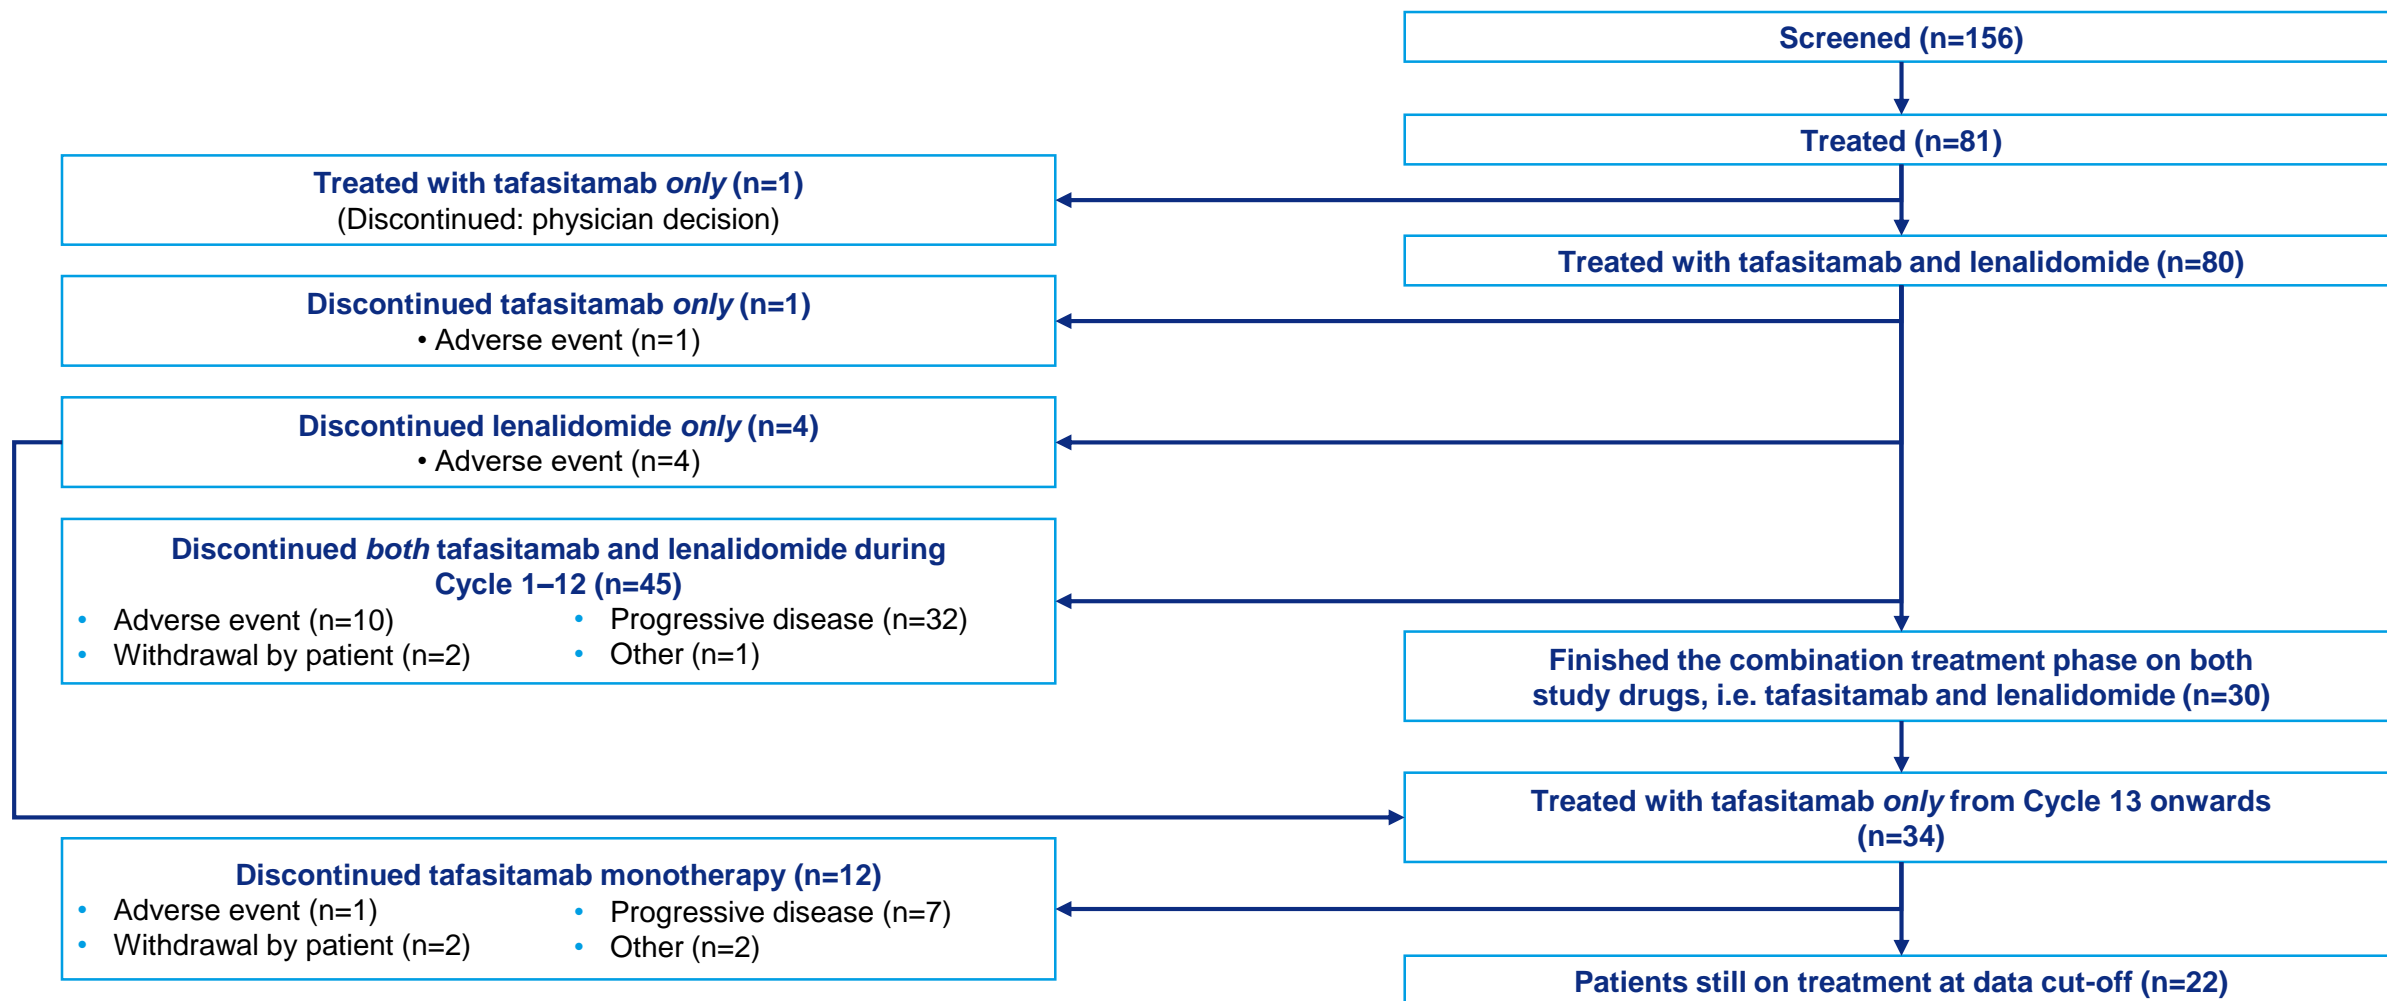 Screened (n=156)
Treated (n=81)
Treated with tafasitamab only (n=1)
(Discontinued: physician decision)
Treated with tafasitamab and lenalidomide (n=80)
Discontinued tafasitamab only (n=1)
• Adverse event (n=1)
Discontinued lenalidomide only (n=4)
• Adverse event (n=4)
Discontinued both tafasitamab and lenalidomide during
Cycle 1–12 (n=45)
• Adverse event (n=10)
• Withdrawal by patient (n=2)
• Progressive disease (n=32)
• Other (n=1)
Finished the combination treatment phase on both
study drugs, i.e. tafasitamab and lenalidomide (n=30)
Treated with tafasitamab only from Cycle 13 onwards
(n=34)
Discontinued tafasitamab monotherapy (n=12)
• Adverse event (n=1)
• Withdrawal by patient (n=2)
• Progressive disease (n=7)
• Other (n=2)
Patients still on treatment at data cut-off (n=22)